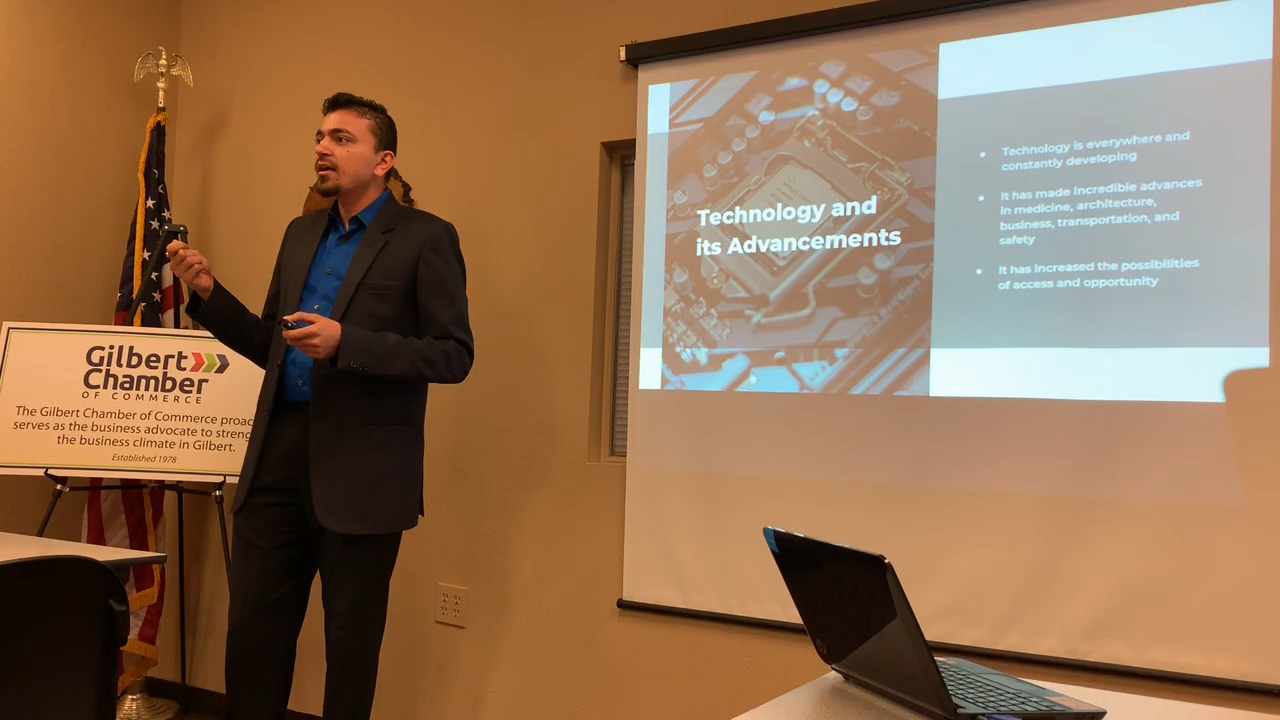 Gilbert
Chamber
OF COMMERCE
The Gilbert Chamber of Commerce
serves as the business advocate to
the business climate in Gilbert.
Established 1978
Technology and
its Advancements
• Technology is everywhere and
constantly developing
• It has made incredible advances
in medicine, architecture,
business, transportation, and
safety
• It has increased the possibilities
of access and opportunity